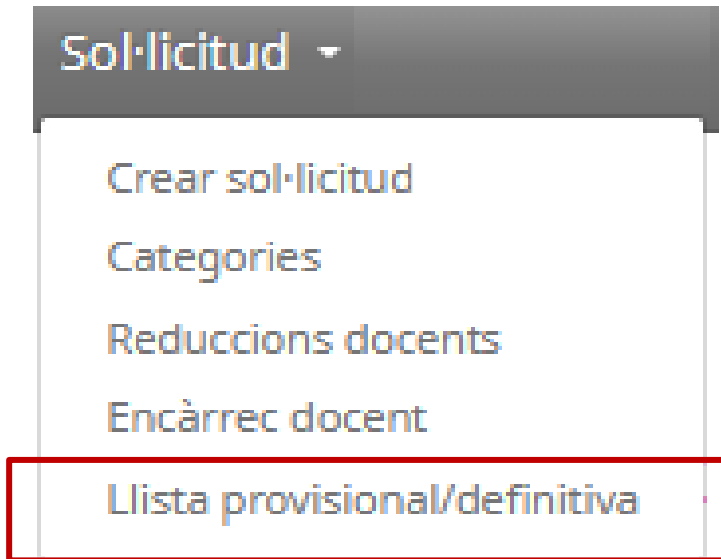 Sol·licitud
Crear sol·licitud
Categories
Reduccions docents
Encàrrec docent
Llista provisional/definitiva